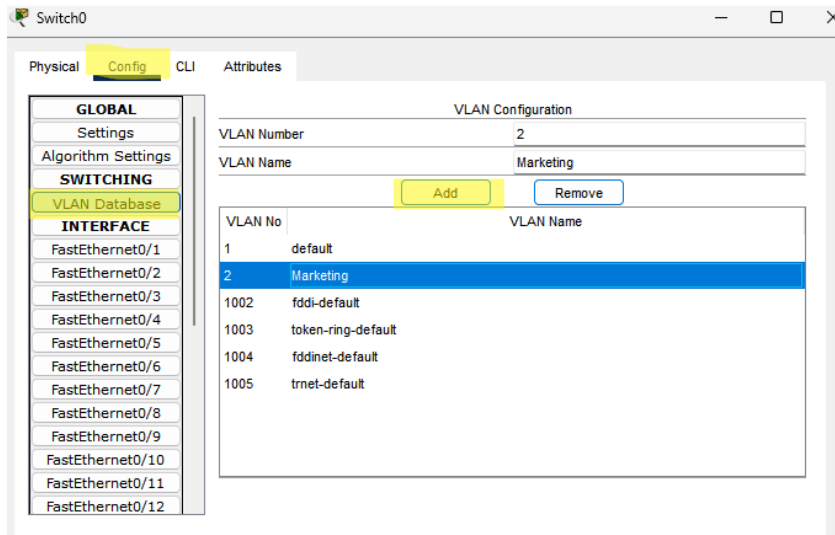 Switch0
Physical Config CLI Attributes
GLOBAL
Settings
Algorithm Settings
SWITCHING
VLAN Database
INTERFACE
FastEthernet0/1
FastEthernet0/2
FastEthernet0/3
FastEthernet0/4
FastEthernet0/5
FastEthernet0/6
FastEthernet0/7
FastEthernet0/8
FastEthernet0/9
FastEthernet0/10
FastEthernet0/11
FastEthernet0/12
VLAN Configuration
VLAN Number 2
VLAN Name Marketing
Add Remove
VLAN No VLAN Name
1 default
2 Marketing
1002 fddi-default
1003 token-ring-default
1004 fddinet-default
1005 trnet-default